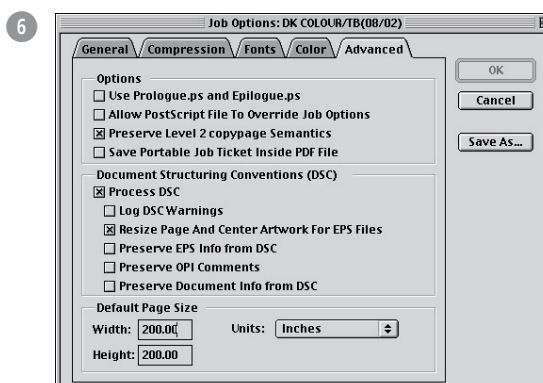 6
Job Options: DK COLOUR/TB(08/02)
General Compression Fonts Color Advanced
OK
Cancel
Save As...
Options
Use Prologue.ps and Epilogue.ps
Allow PostScript File To Override Job Options
Preserve Level 2 copypage Semantics
Save Portable Job Ticket Inside PDF File
Document Structuring Conventions (DSC)
Process DSC
Log DSC Warnings
Resize Page And Center Artwork For EPS Files
Preserve EPS Info from DSC
Preserve OPI Comments
Preserve Document Info from DSC
Default Page Size
Width: 200.00 Units: Inches
Height: 200.00